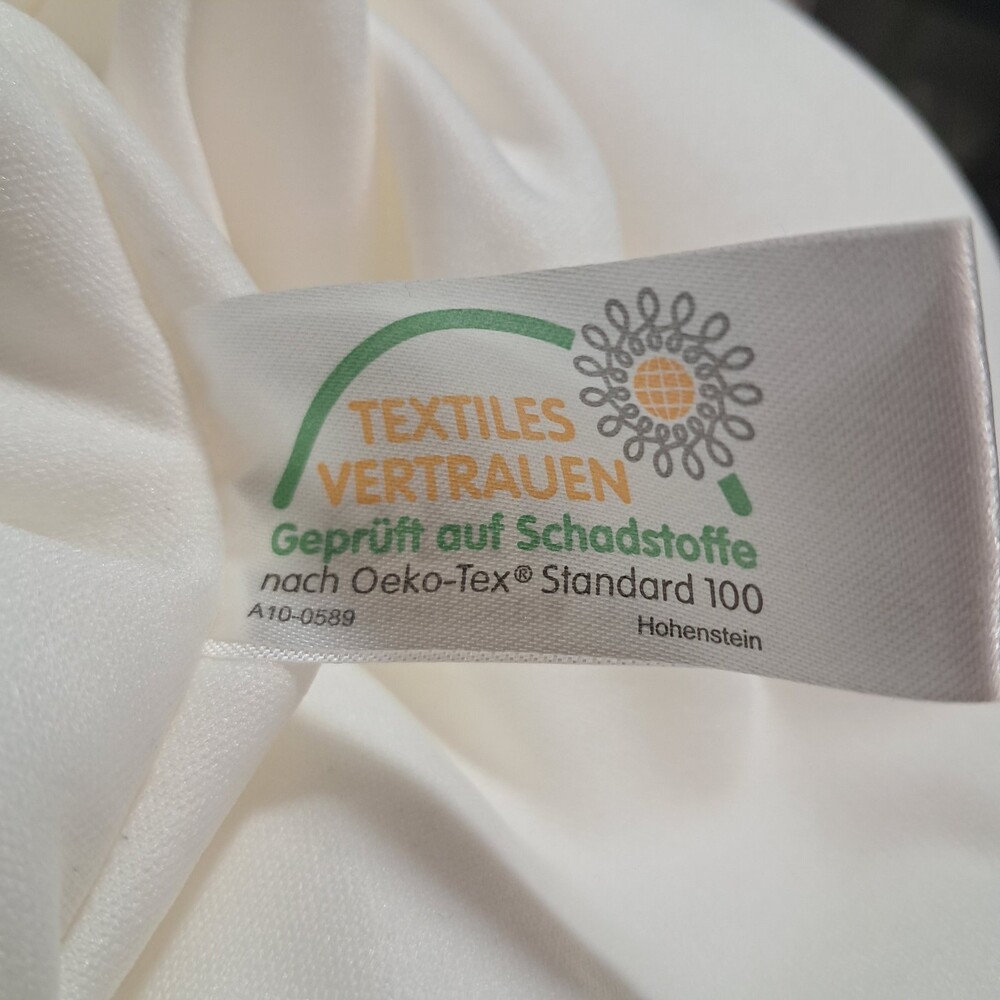 TEXTILES
VERTRAUEN
Geprüft auf Schadstoffe
nach Oeko-Tex® Standard 100
A10-0589
Hohenstein